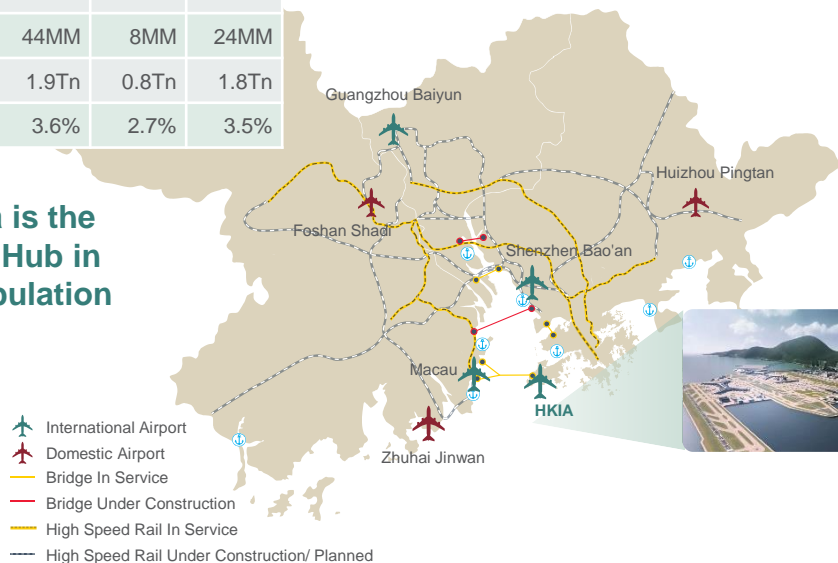 44MM 8MM 24MM
1.9Tn 0.8Tn 1.8Tn
3.6% 2.7% 3.5%
Guangzhou Baiyun
Huizhou Pingtan
is the
Foshan Shadi
Hub in
Shenzhen Bao'an
Macau
HKIA
Zhuhai Jinwan
International Airport
Domestic Airport
Bridge In Service
Bridge Under Construction
High Speed Rail In Service
High Speed Rail Under Construction/ Planned